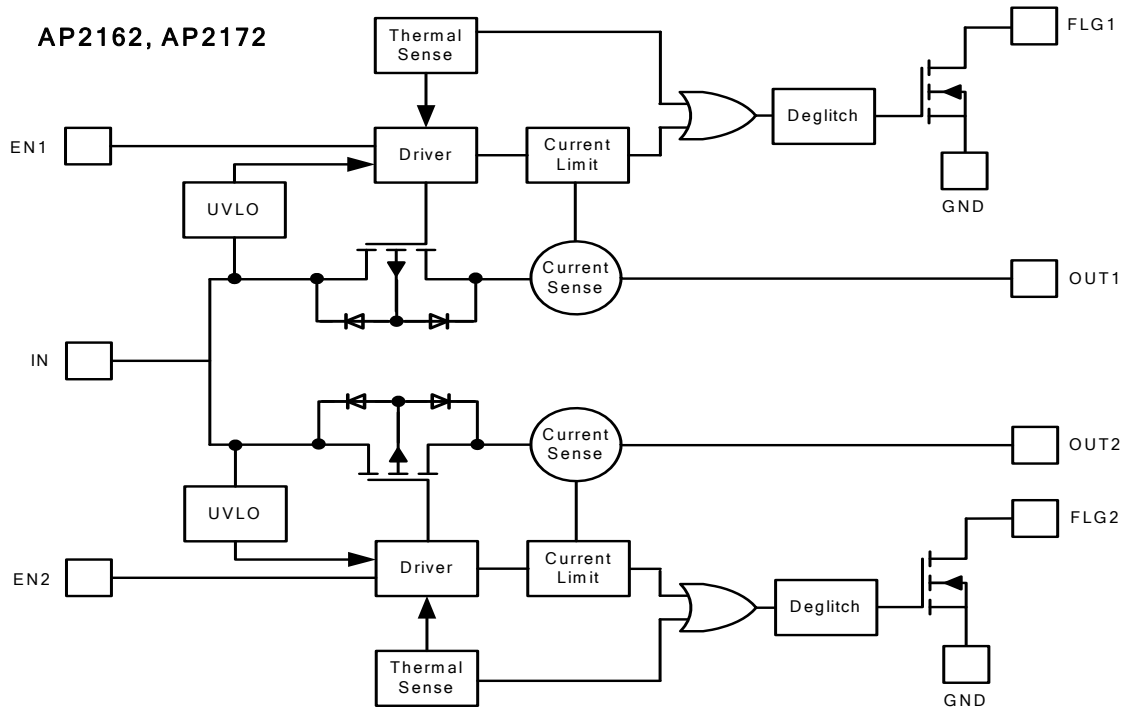 AP2162, AP2172
Thermal
Sense
FLG1
Deglitch
EN1
Driver
Current
Limit
UVLO
GND
Current
Sense
OUT1
IN
Current
Sense
OUT2
UVLO
FLG2
EN2
Driver
Current
Limit
Deglitch
Thermal
Sense
GND